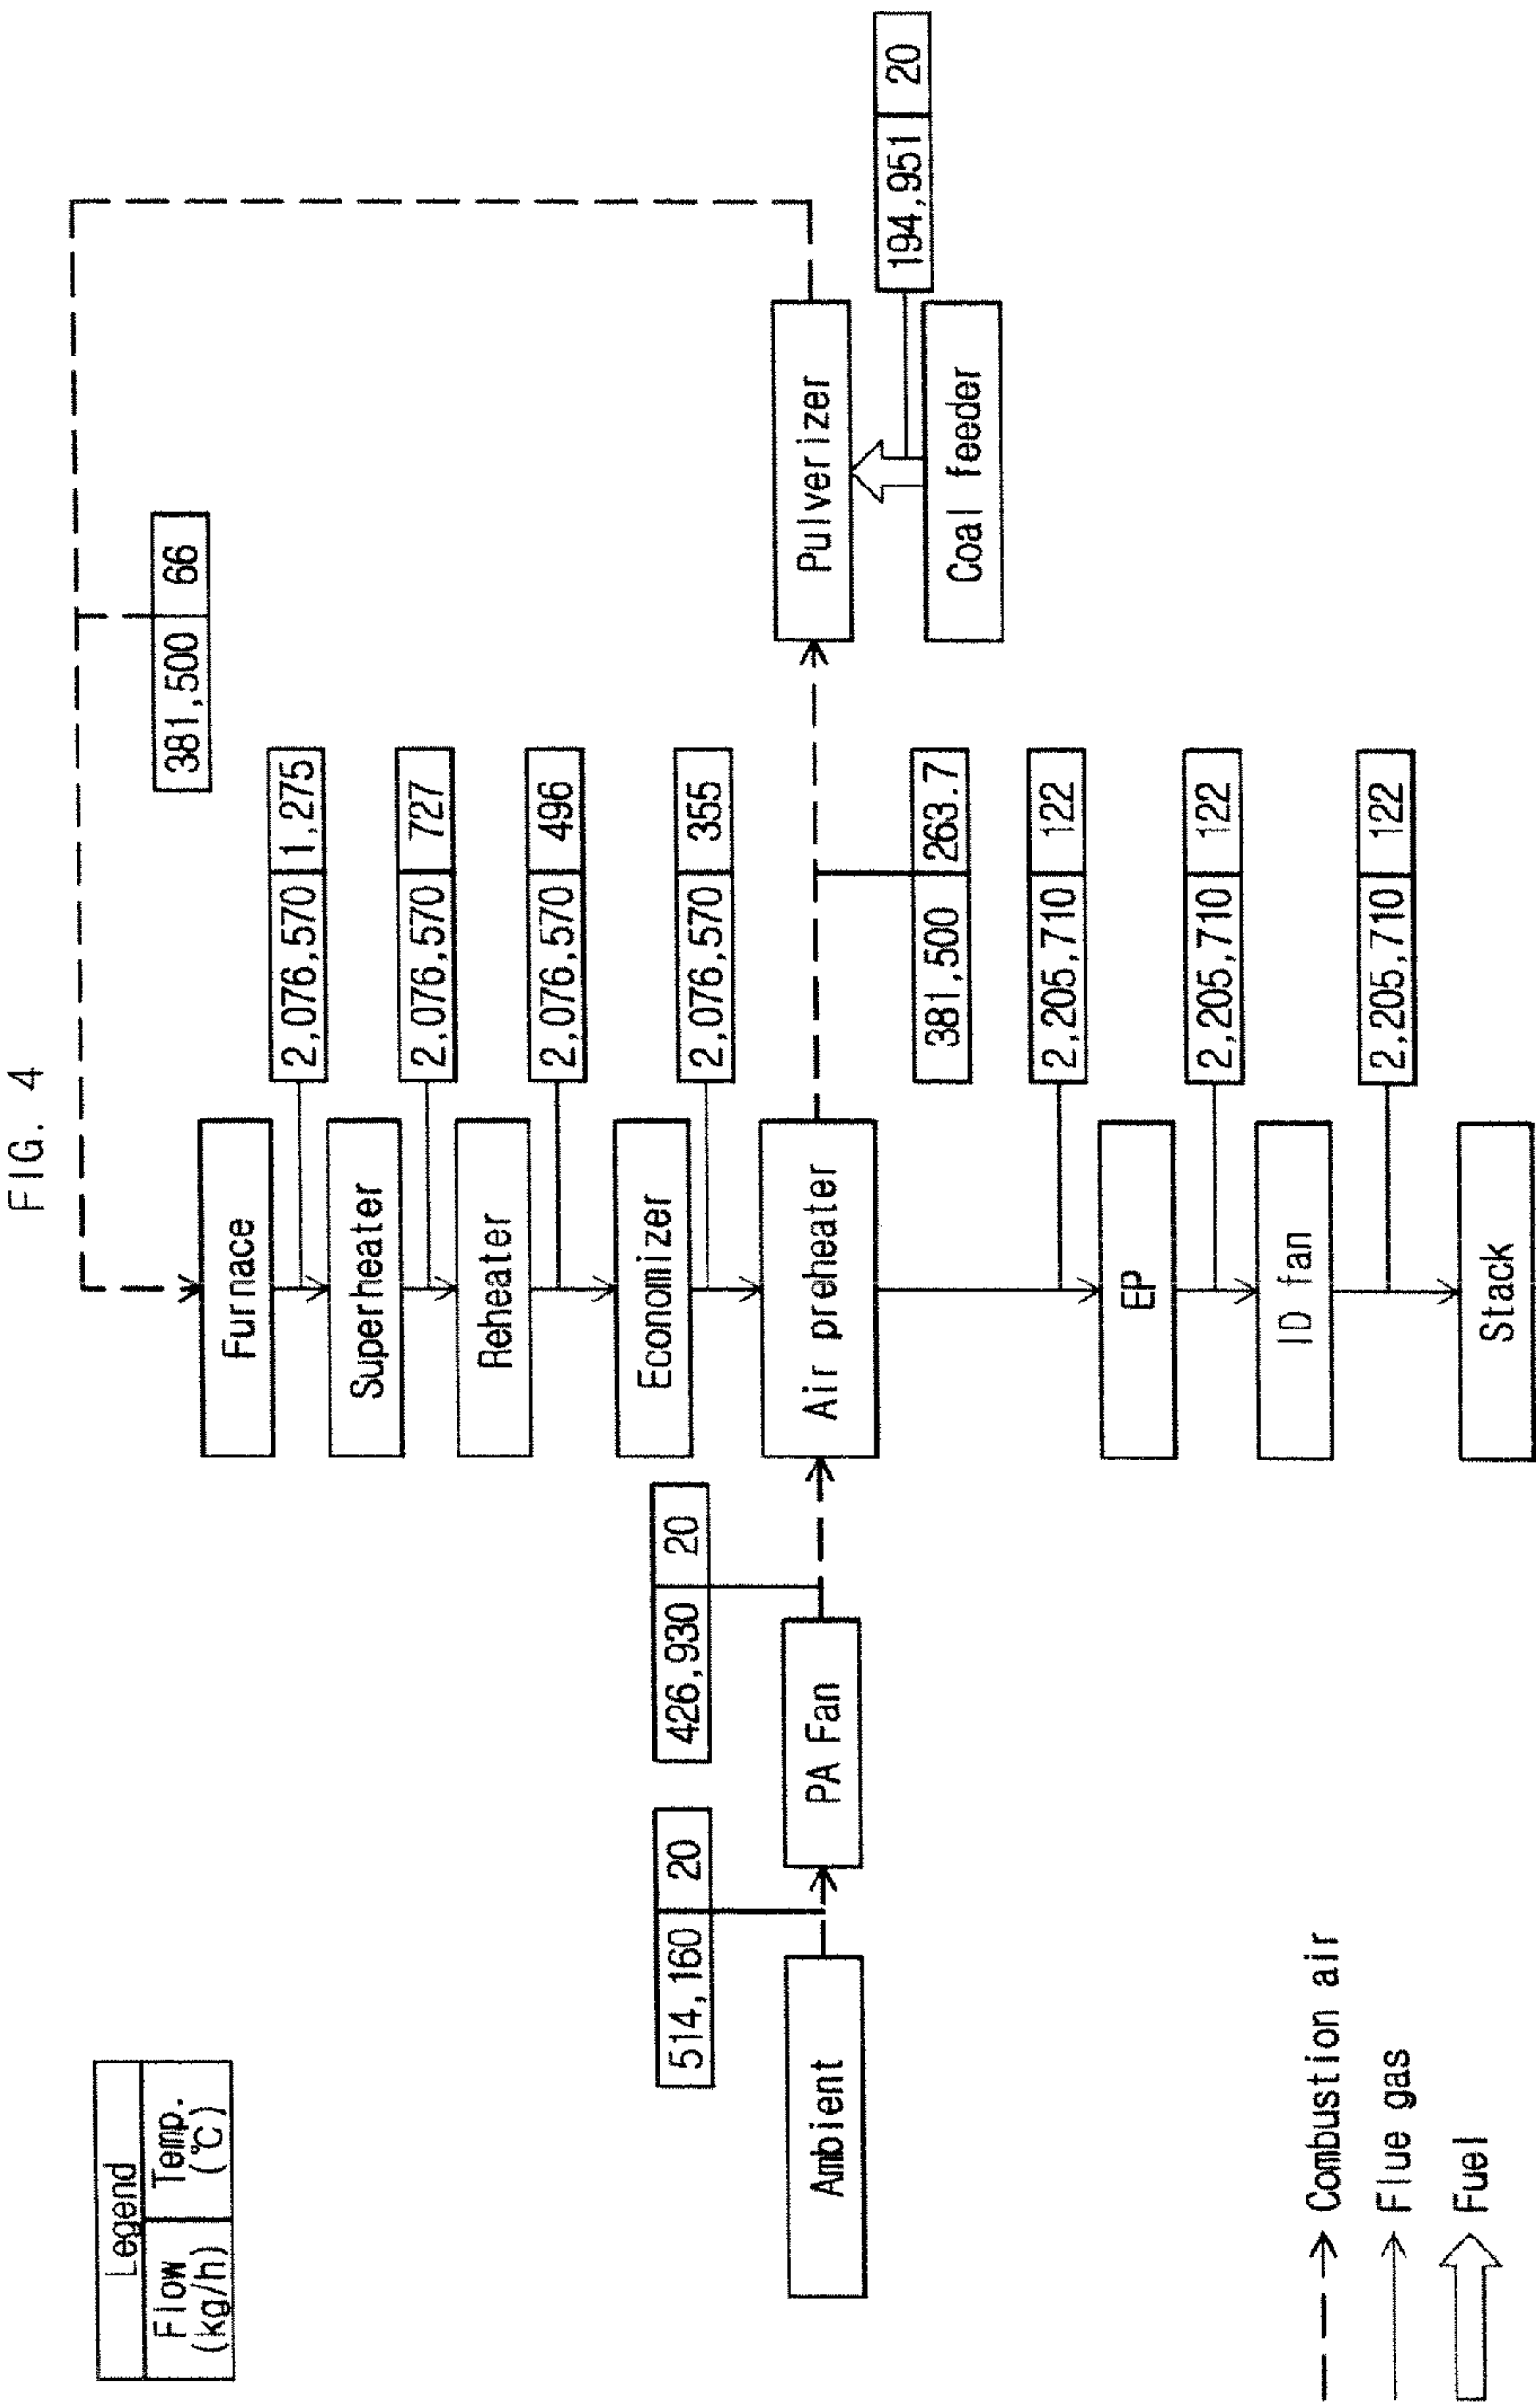 FIG. 4
Legend
Flow
(kg/h)
Temp.
(℃)
381,500 66
Furnace
2,076,570 1,275
Superheater
2,076,570 727
Reheater
2,076,570 496
Economizer
2,076,570 355
514,160 20
426,930 20
Ambient
PA Fan
Air preheater
Pulverizer
381,500 263.7
194,951 20
Coal feeder
2,205,710 122
EP
2,205,710 122
ID fan
2,205,710 122
Stack
Combustion air
Flue gas
Fuel